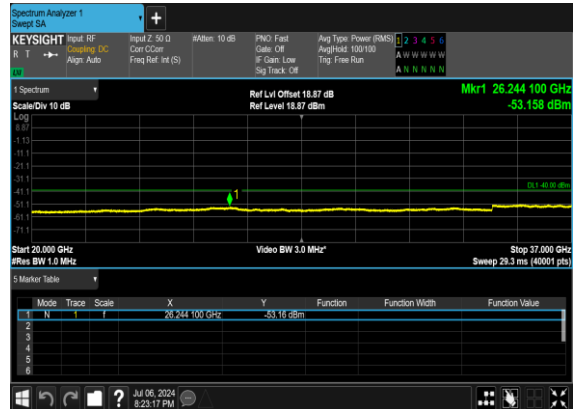 Spectrum Analyzer 1
Swept SA
+
KEYSIGHT Input: RF Input Z: 50 Ω #Atten: 10 dB PNO: Fast Avg Type: Power (RMS) 1 2 3 4 5 6
R T Coupling: DC Corr CCorr Gate: Off Avg|Hold: 100/100 A W W W W W
Align: Auto Freq Ref: Int (S) IF Gain: Low Trig: Free Run
Sig Track: Off A N N N N N
1 Spectrum Ref Lvl Offset 18.87 dB Mkr1 26.244 100 GHz
Scale/Div 10 dB Ref Level 18.87 dBm -53.158 dBm
Log
8.87
-1.13
-11.1
-21.1
-31.1
DL1 -40.00 dBm
-41.1
1
-51.1
-61.1
-71.1
Start 20.000 GHz Video BW 3.0 MHz* Stop 37.000 GHz
#Res BW 1.0 MHz Sweep 29.3 ms (40001 pts)
5 Marker Table
Mode Trace Scale X Y Function Function Width Function Value
1 N 1 f 26.244 100 GHz -53.16 dBm
2
3
4
5
6
? Jul 06, 2024
8:23:17 PM